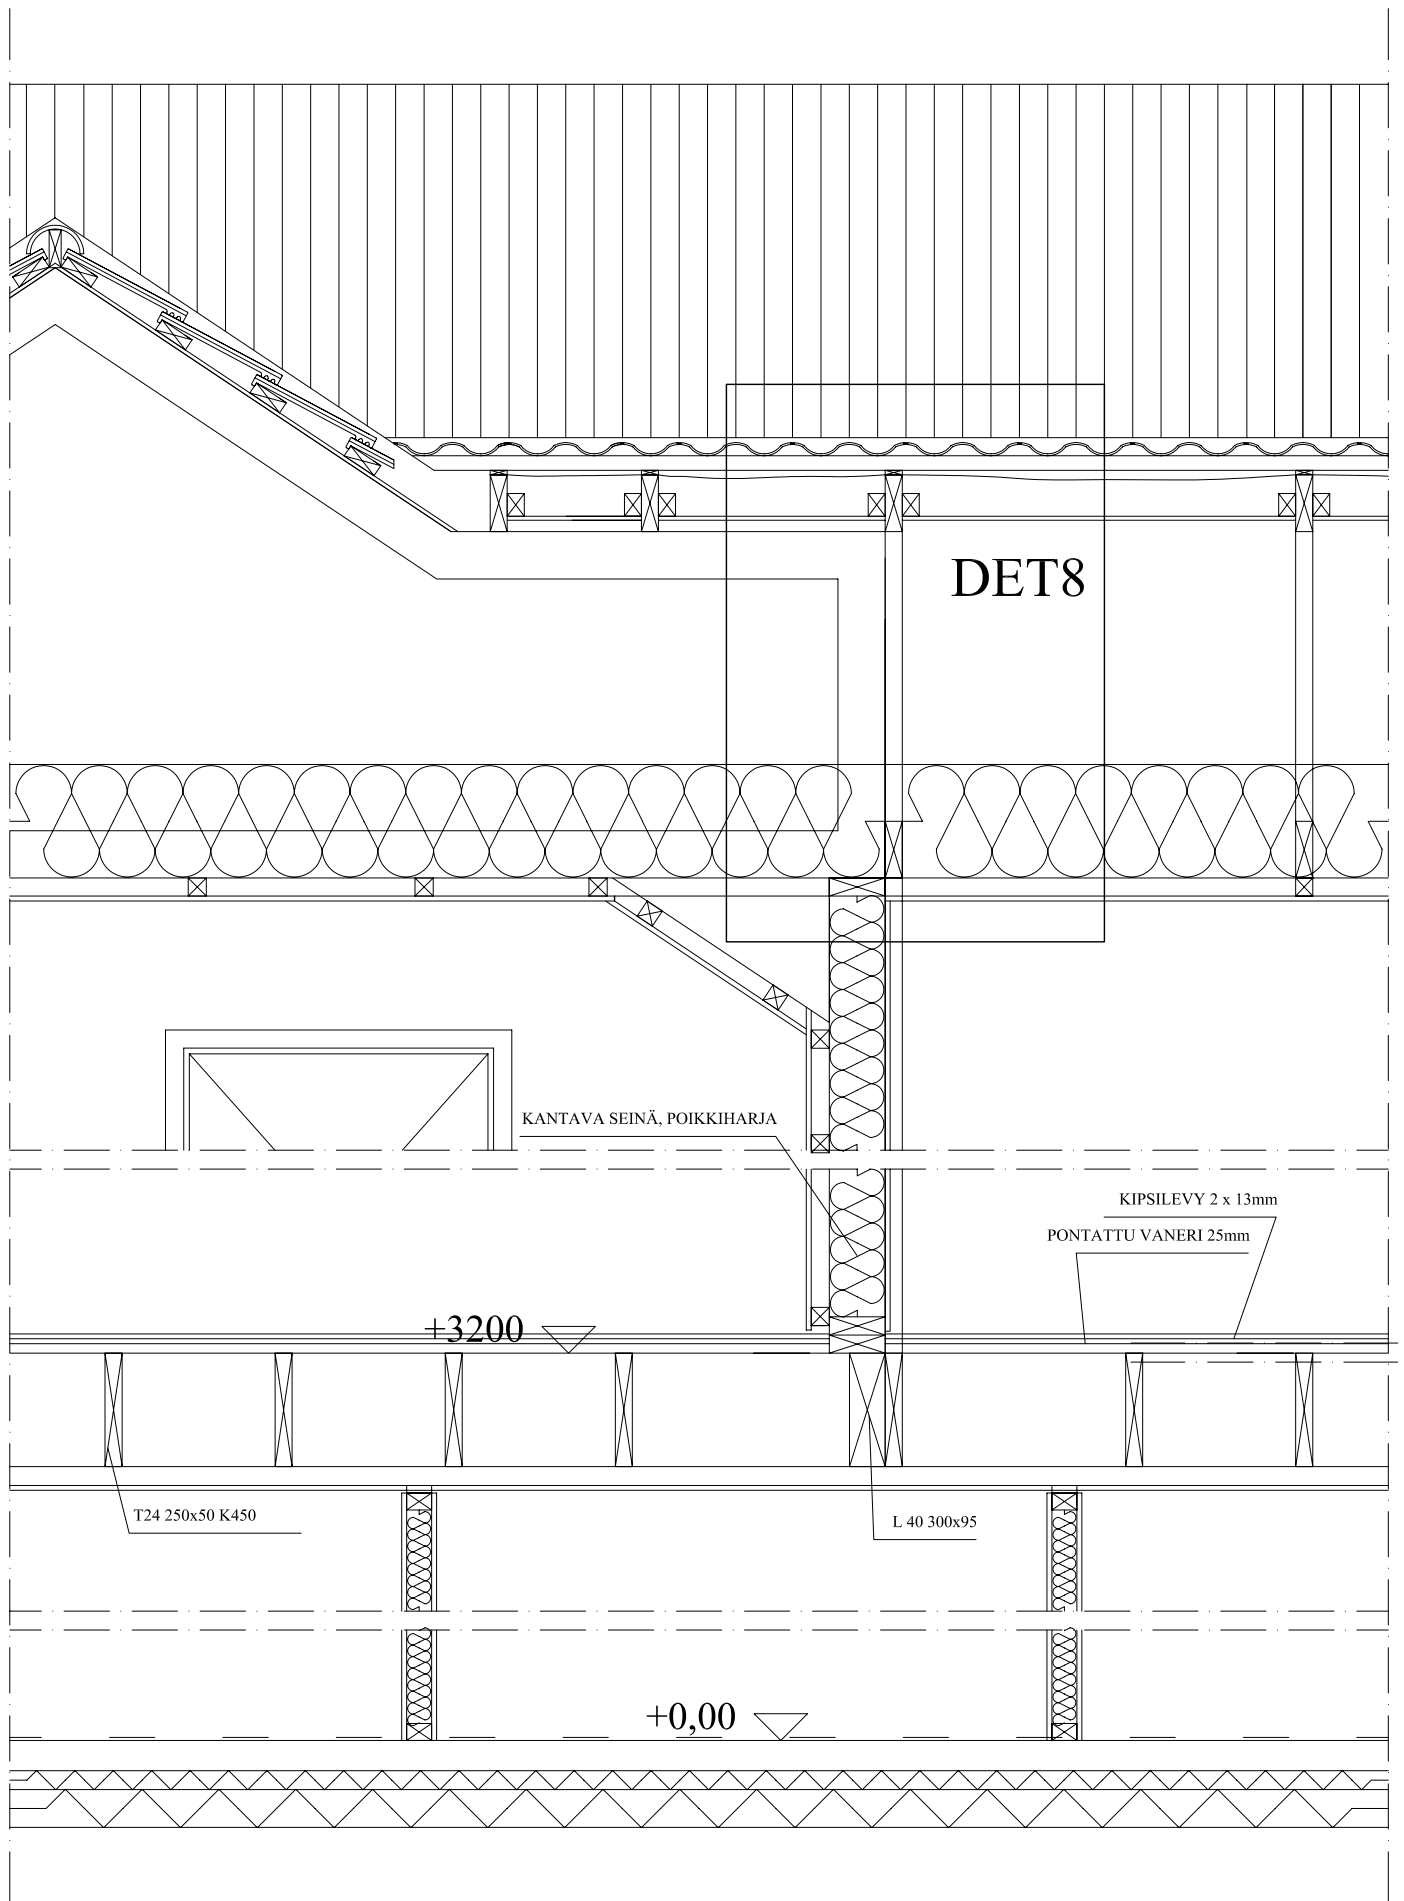 DET8
KANTAVA SEINÄ, POIKKIHARJA
KIPSILEVY 2 x 13mm
PONTATTU VANERI 25mm
+3200
T24 250x50 K450
L 40 300x95
+0,00